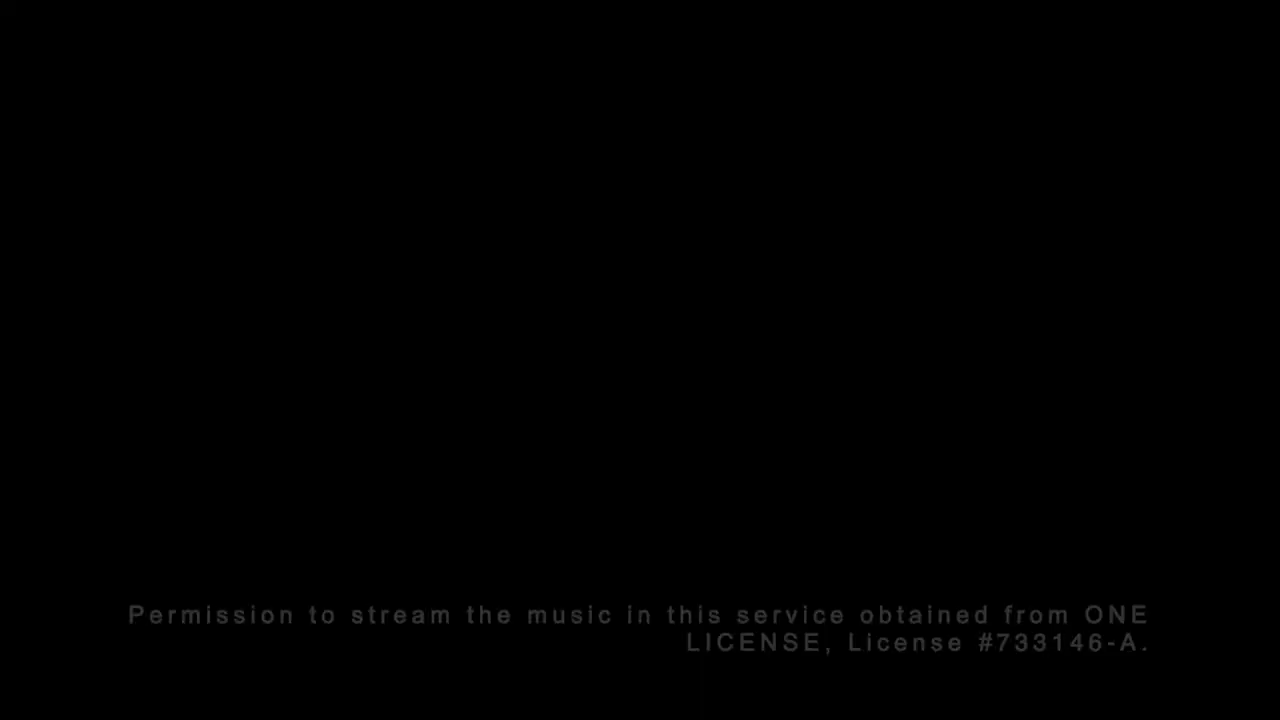 Permission to stream the music in this service obtained from ONE
LICENSE, License #733146-A.